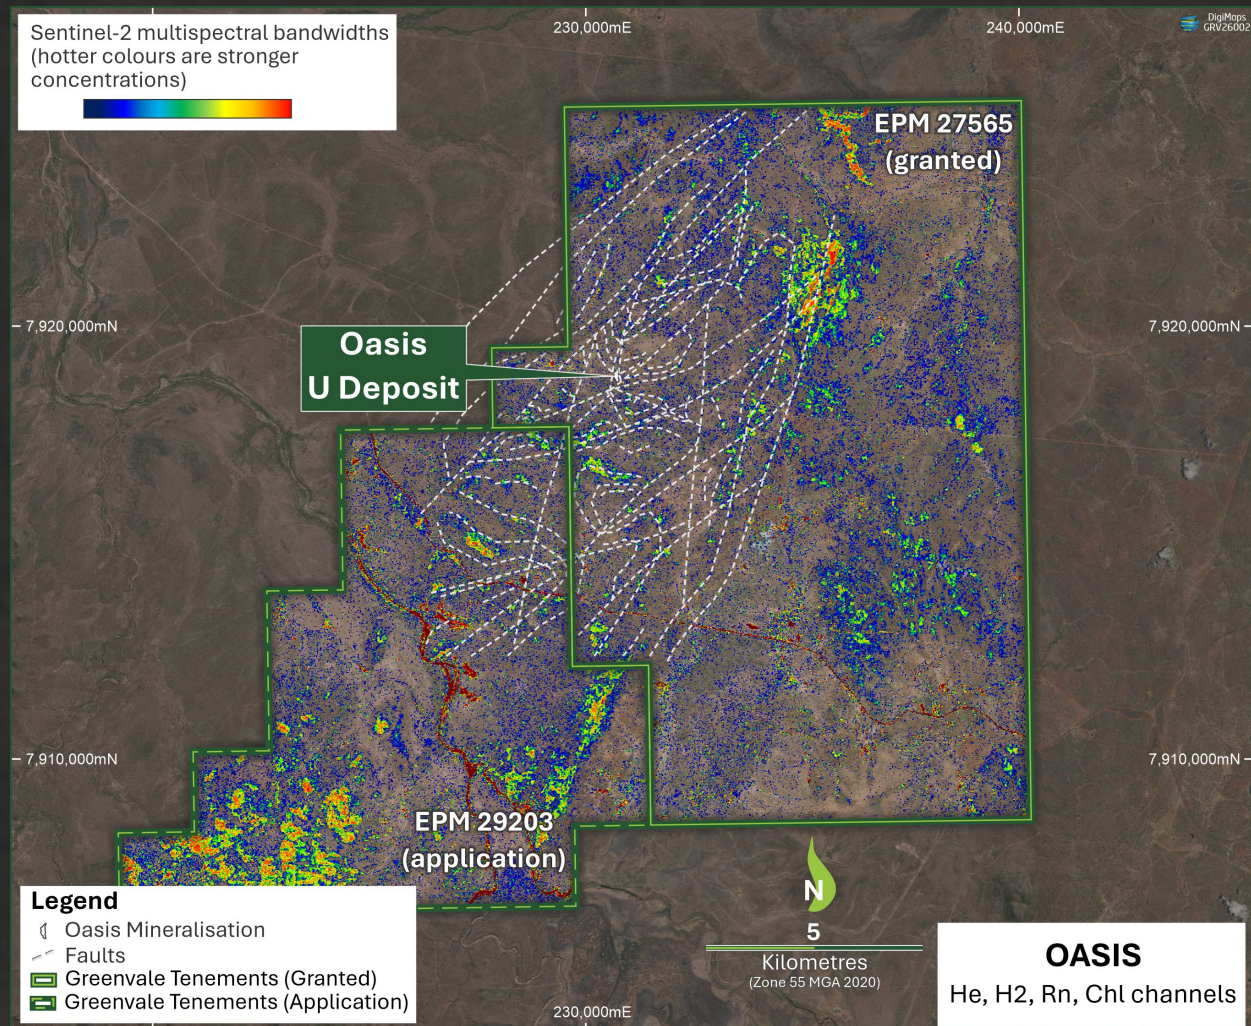 Sentinel-2 multispectral bandwidths
(hotter colours are stronger
concentrations)
230,000mE
240,000mE
DigiMaps
GRV26002
EPM 27565
(granted)
7,920,000mN
7,920,000mN
Oasis
U Deposit
7,910,000mN
7,910,000mN
EPM 29203
(application)
Legend
Oasis Mineralisation
Faults
Greenvale Tenements (Granted)
Greenvale Tenements (Application)
N
5
Kilometres
(Zone 55 MGA 2020)
OASIS
He, H2, Rn, Chl channels
230,000mE